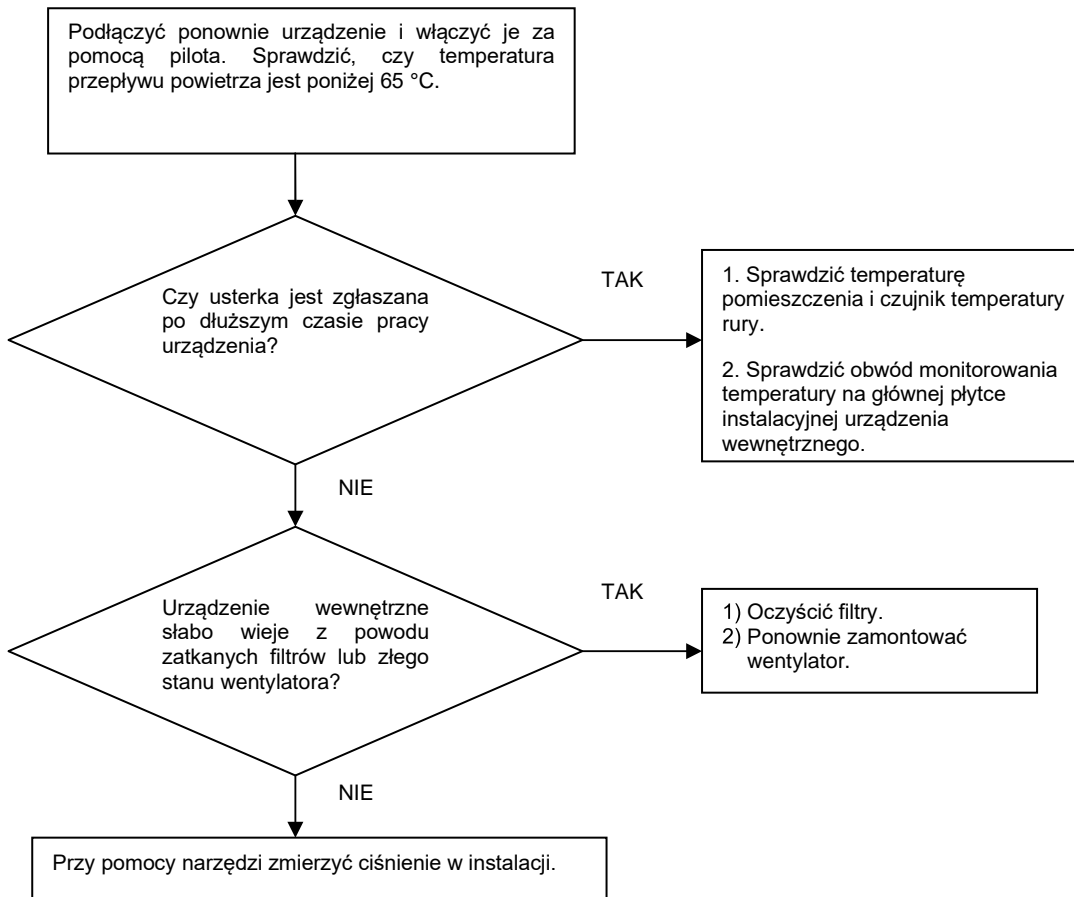 Podłączyć ponownie urządzenie i włączyć je za
pomocą pilota. Sprawdzić, czy temperatura
przepływu powietrza jest poniżej 65 °C.
Czy usterka jest zgłaszana
po dłuższym czasie pracy
urządzenia?
TAK
1. Sprawdzić temperaturę
pomieszczenia i czujnik temperatury
rury.
2. Sprawdzić obwód monitorowania
temperatury na głównej płytce
instalacyjnej urządzenia
wewnętrznego.
NIE
Urządzenie wewnętrzne
słabo wieje z powodu
zatkanych filtrów lub złego
stanu wentylatora?
TAK
1) Oczyścić filtry.
2) Ponownie zamontować
wentylator.
NIE
Przy pomocy narzędzi zmierzyć ciśnienie w instalacji.